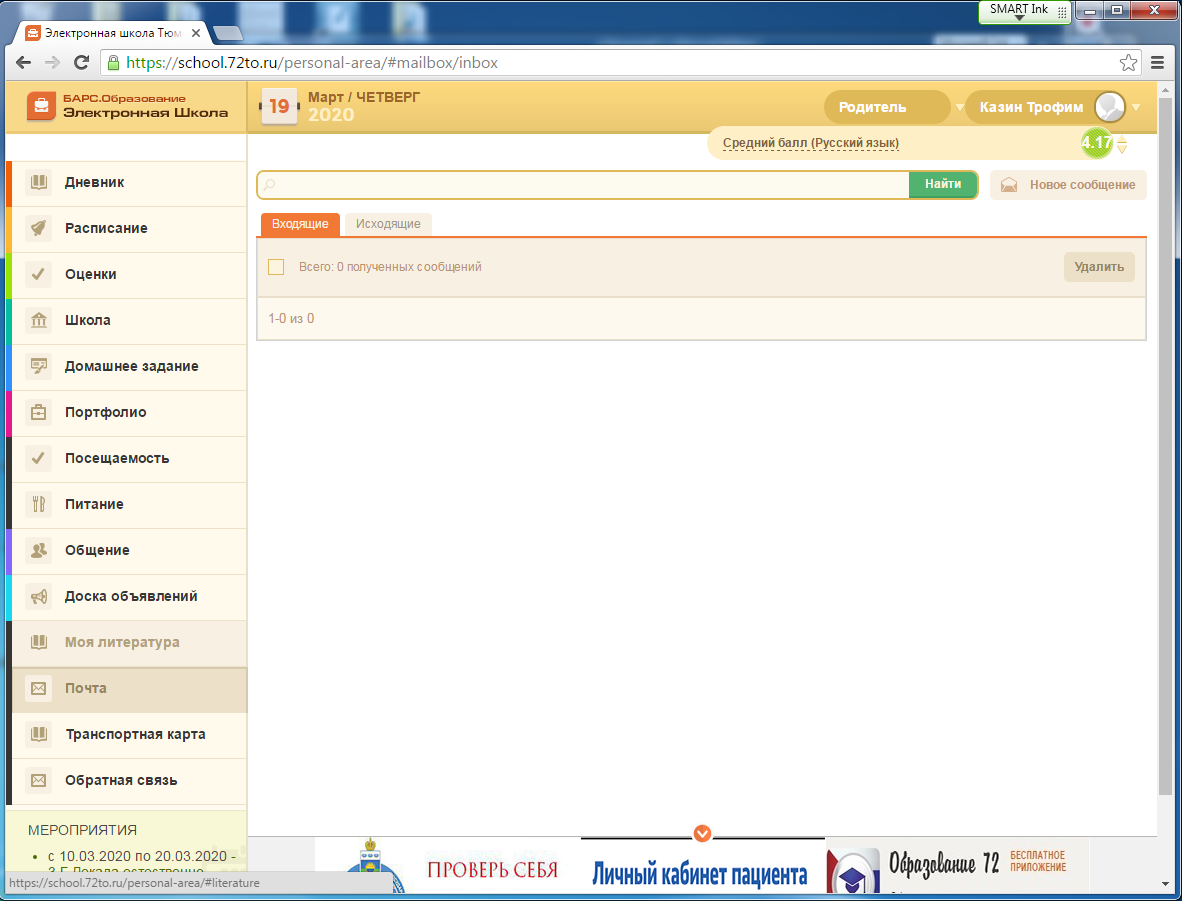 SMART Ink
Электронная школа Тюм
https://school.72to.ru/personal-area/#mailbox/inbox
БАРС.Образование
Электронная Школа
19
Март / ЧЕТВЕРГ
2020
Родитель
Казин Трофим
Средний балл (Русский язык)
4.17
Найти
Новое сообщение
Входящие
Исходящие
Всего: 0 полученных сообщений
Удалить
1-0 из 0
Дневник
Расписание
Оценки
Школа
Домашнее задание
Портфолио
Посещаемость
Питание
Общение
Доска объявлений
Моя литература
Почта
Транспортная карта
Обратная связь
МЕРОПРИЯТИЯ
• с 10.03.2020 по 20.03.2020 -
https://school.72to.ru/personal-area/#literature
ПРОВЕРЬ СЕБЯ
Личный кабинет пациента
Образование 72
БЕСПЛАТНОЕ
ПРИЛОЖЕНИЕ